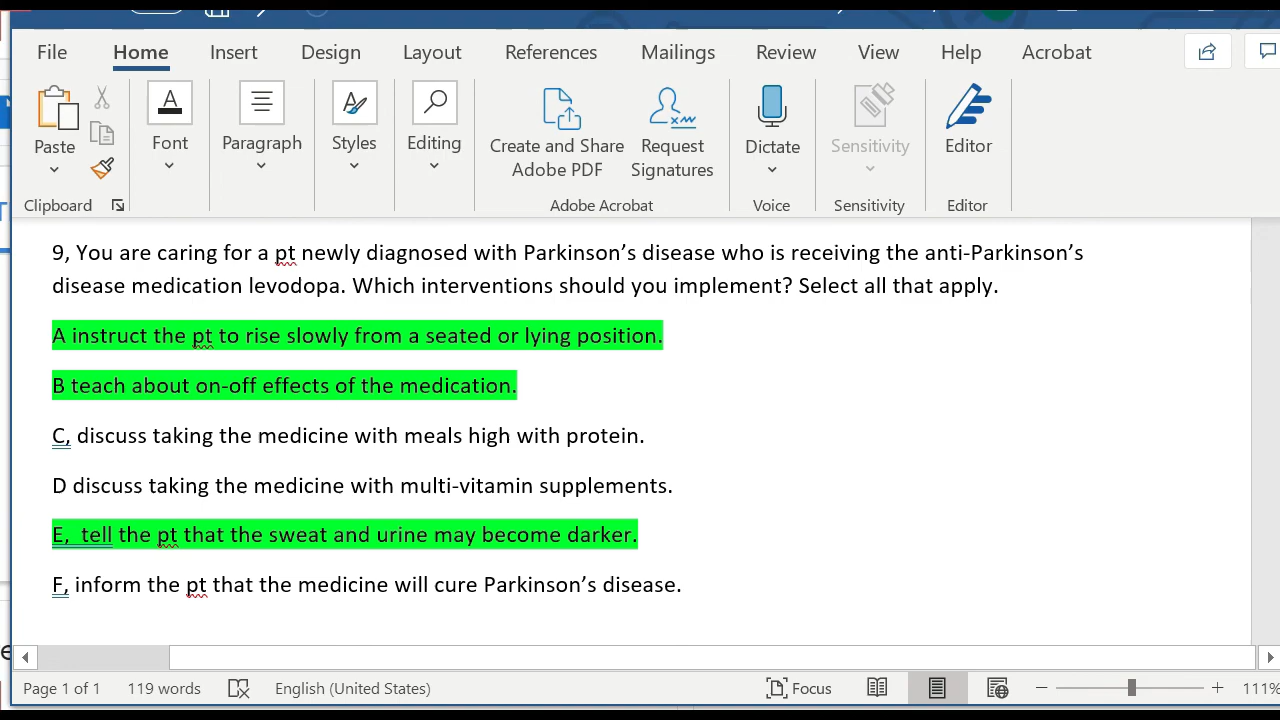 File Home Insert Design Layout References Mailings Review View Help Acrobat
Paste Font Paragraph Styles Editing Create and Share Adobe PDF Request Signatures Dictate Sensitivity Editor
Clipboard Adobe Acrobat Voice Sensitivity Editor
9, You are caring for a pt newly diagnosed with Parkinson’s disease who is receiving the anti-Parkinson’s
disease medication levodopa. Which interventions should you implement? Select all that apply.
A instruct the pt to rise slowly from a seated or lying position.
B teach about on-off effects of the medication.
C, discuss taking the medicine with meals high with protein.
D discuss taking the medicine with multi-vitamin supplements.
E,  tell the pt that the sweat and urine may become darker.
F, inform the pt that the medicine will cure Parkinson’s disease.
Page 1 of 1 119 words English (United States) Focus 111%